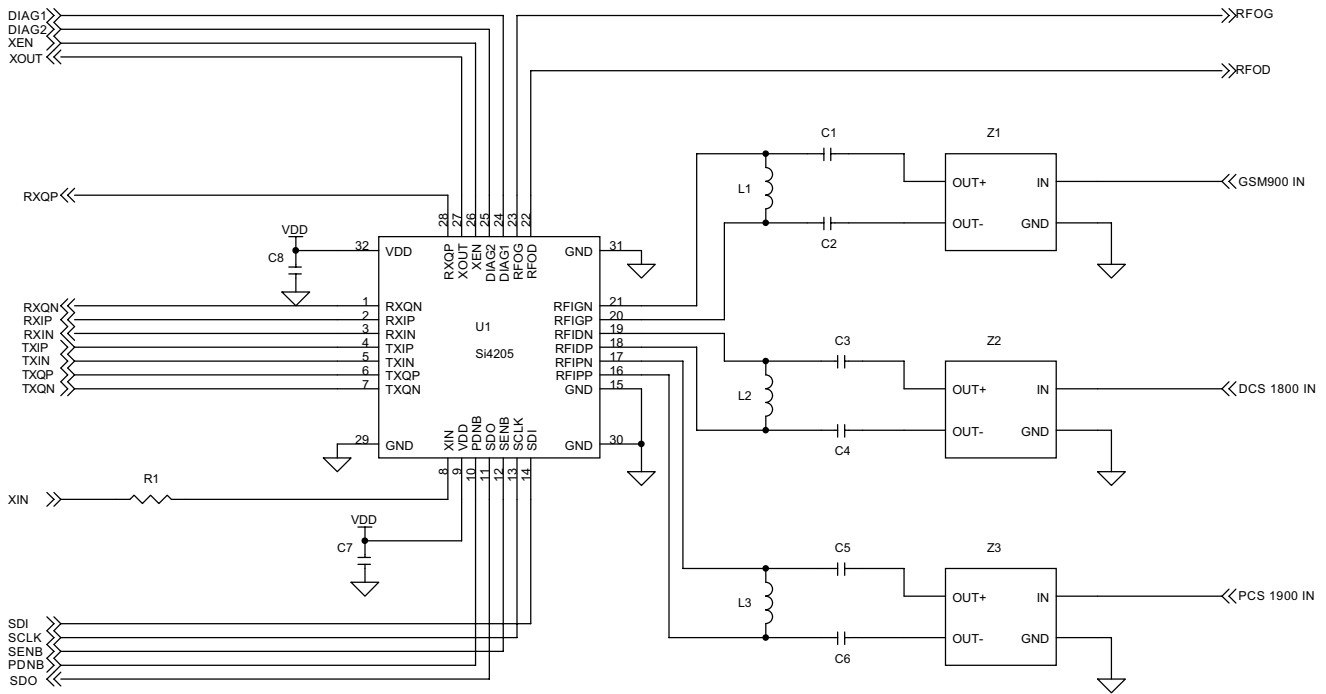 DIAG1
DIAG2
XEN
XOUT
RFOG
RFOD
C1
Z1
L1
OUT+ IN
GSM900 IN
OUT- GND
C2
RXQP
28 27 26 25 24 23 22
VDD
C8
32 VDD
RXQP XOUT XEN DIAG2 DIAG1 RFOG RFOD
GND 31
RXQN 1 RXQN
RXIP 2 RXIP
RXIN 3 RXIN
TXIP 4 TXIP
TXIN 5 TXIN
TXQP 6 TXQP
TXQN 7 TXQN
U1
Si4205
RFIGN 21
RFIGP 20
RFIDN 19
RFIDP 18
RFIPN 17
RFIPP 16
GND 15
C3
Z2
L2
OUT+ IN
DCS 1800 IN
OUT- GND
C4
29 GND
XIN VDD PDNB SDO SENB SCLK SDI
GND 30
8 9 10 11 12 13 14
XIN
R1
VDD
C7
C5
Z3
L3
OUT+ IN
PCS 1900 IN
OUT- GND
C6
SDI
SCLK
SENB
PDNB
SDO